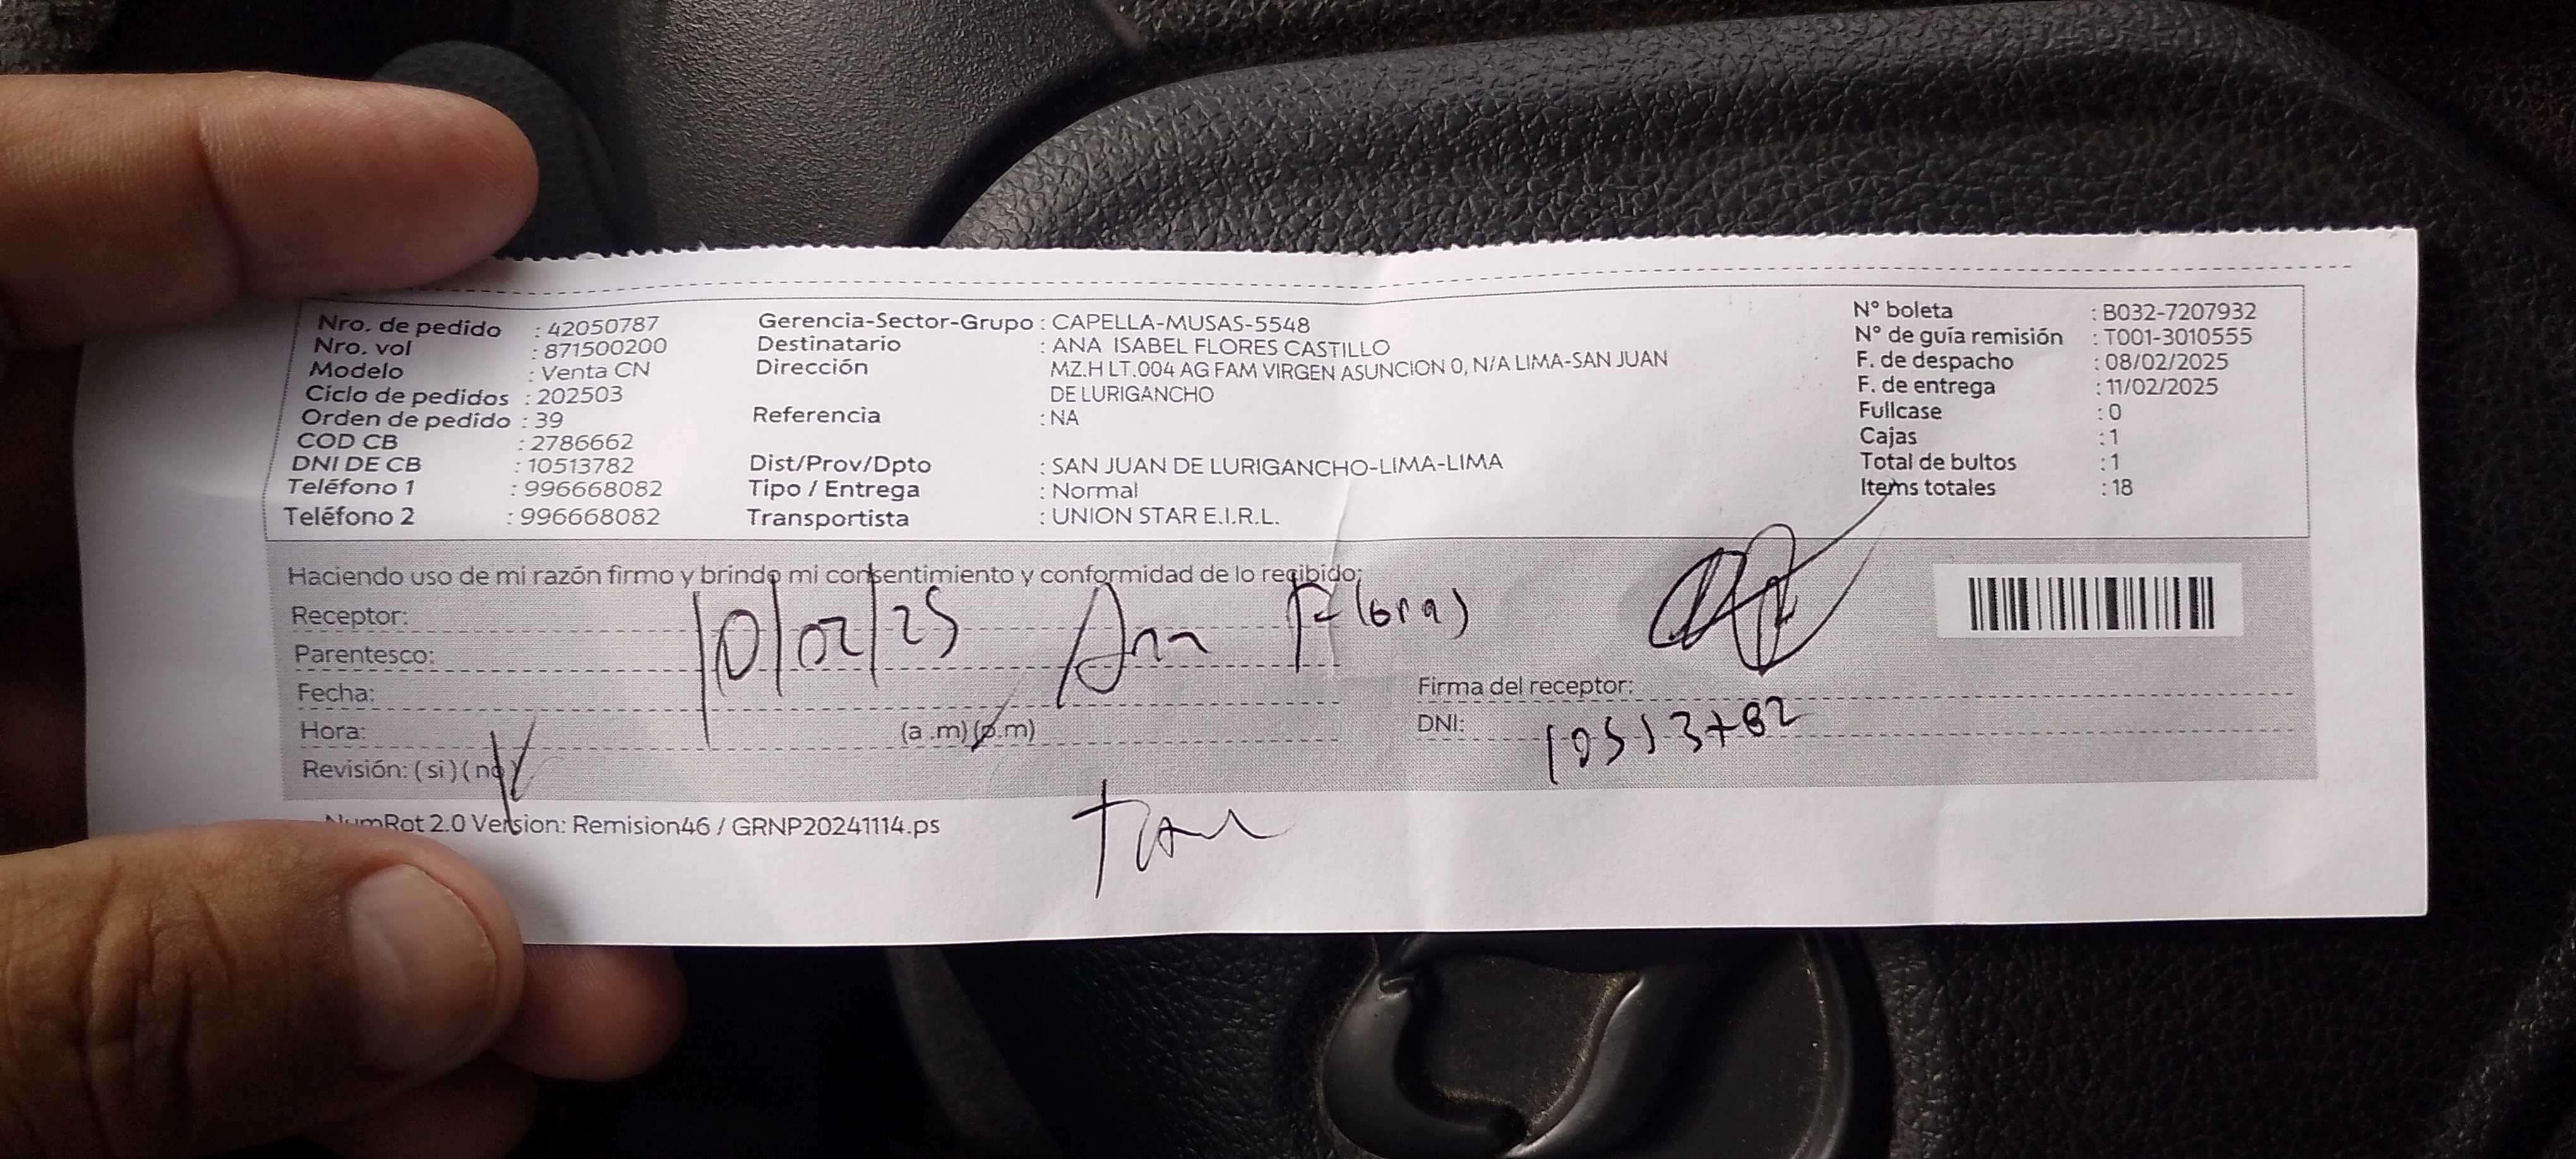 Nro. de pedido : 42050787
Nro. vol : 871500200
Modelo : Venta CN
Ciclo de pedidos : 202503
Orden de pedido : 39
COD CB : 2786662
DNI DE CB : 10513782
Teléfono 1 : 996668082
Teléfono 2 : 996668082
Gerencia-Sector-Grupo : CAPELLA-MUSAS-5548
Destinatario : ANA ISABEL FLORES CASTILLO
Dirección MZ.H LT.004 AG FAM VIRGEN ASUNCION 0, N/A LIMA-SAN JUAN
DE LURIGANCHO
Referencia : NA
Dist/Prov/Dpto : SAN JUAN DE LURIGANCHO-LIMA-LIMA
Tipo / Entrega : Normal
Transportista : UNION STAR E.I.R.L.
N° boleta : B032-7207932
N° de guía remisión : T001-3010555
F. de despacho : 08/02/2025
F. de entrega : 11/02/2025
Fullcase : 0
Cajas : 1
Total de bultos : 1
Items totales : 18
Haciendo uso de mi razón firmo y brindo mi consentimiento y conformidad de lo recibido:
Receptor:
10/02/25 Ana
Parentesco:
Fecha:
Hora: (a .m) (p.m)
Revisión: ( si ) ( no )
Firma del receptor:
DNI: 10513782
NumRot 2.0 Version: Remision46 / GRNP20241114.ps